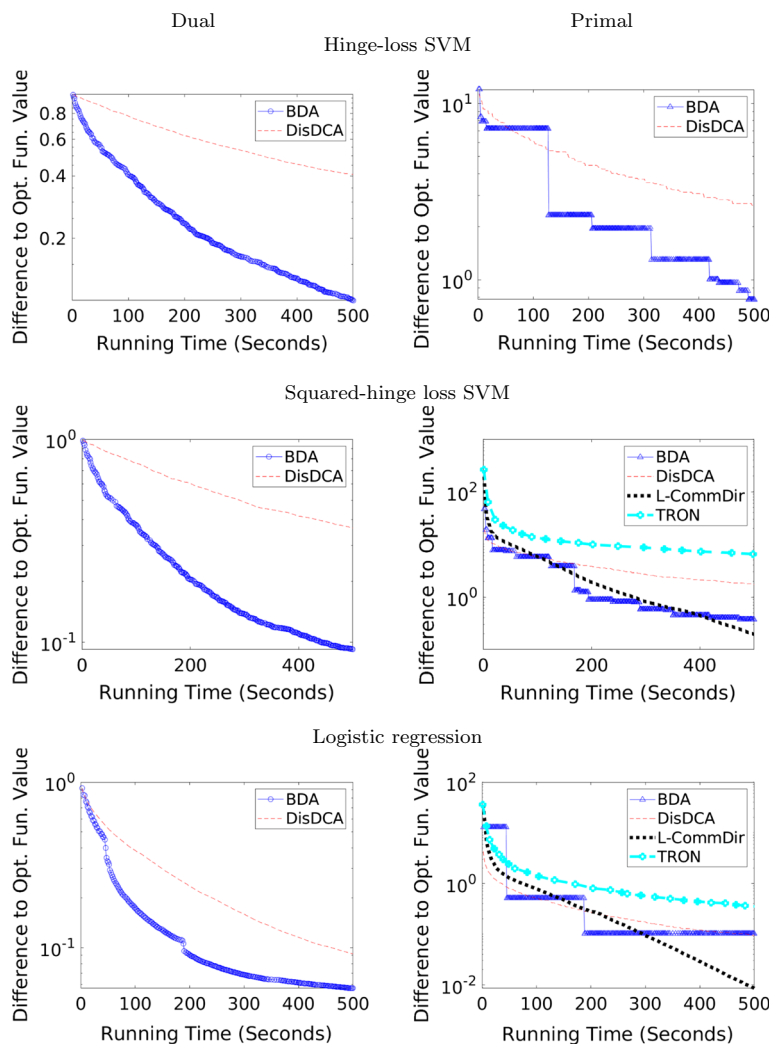 Dual
Primal
Hinge-loss SVM
Difference to Opt. Fun. Value
0.8
0.6
0.4
0.2
BDA
DisDCA
0 100 200 300 400 500
Running Time (Seconds)
Difference to Opt. Fun. Value
10^1
10^0
BDA
DisDCA
0 100 200 300 400 500
Running Time (Seconds)
Squared-hinge loss SVM
Difference to Opt. Fun. Value
10^0
10^-1
BDA
DisDCA
0 200 400
Running Time (Seconds)
Difference to Opt. Fun. Value
10^2
10^0
BDA
DisDCA
L-CommDir
TRON
0 200 400
Running Time (Seconds)
Logistic regression
Difference to Opt. Fun. Value
10^0
10^-1
BDA
DisDCA
0 100 200 300 400 500
Running Time (Seconds)
Difference to Opt. Fun. Value
10^2
10^0
10^-2
BDA
DisDCA
L-CommDir
TRON
0 100 200 300 400 500
Running Time (Seconds)